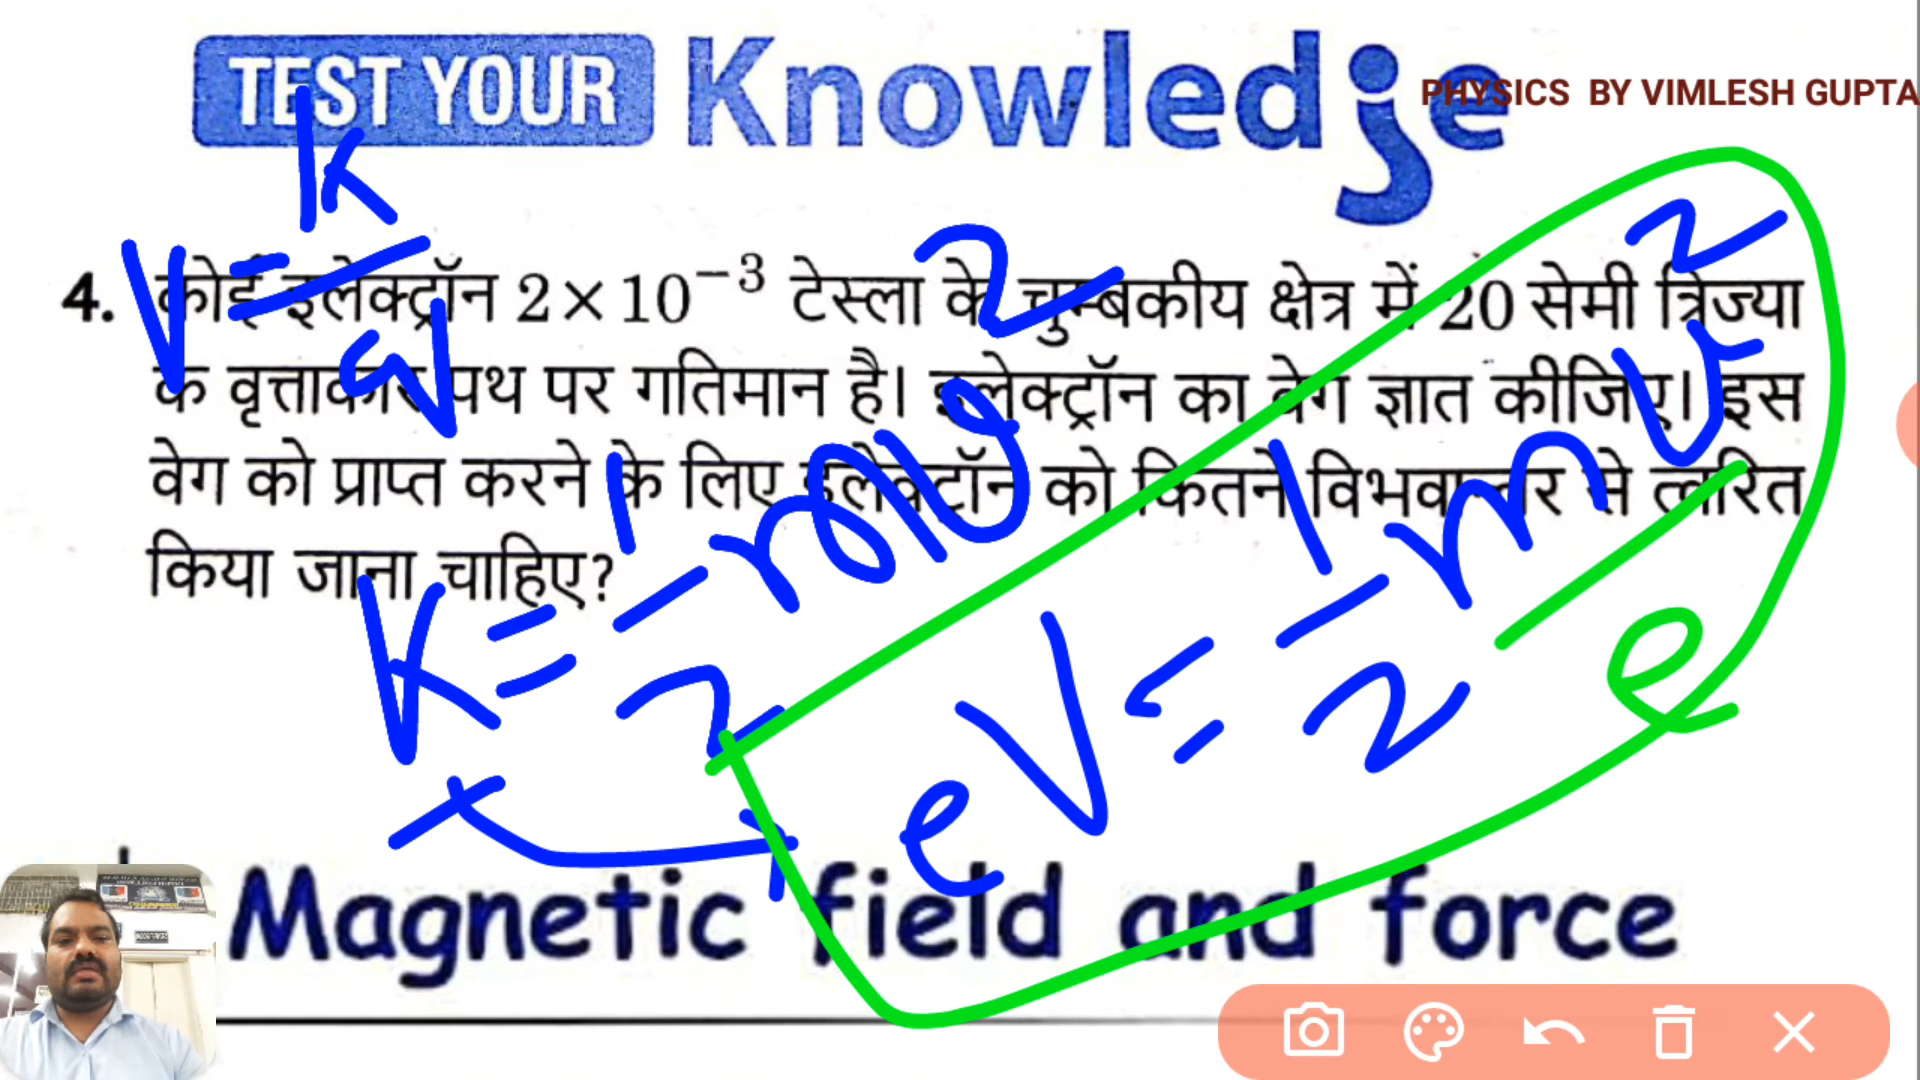 TEST YOUR Knowledje
PHYSICS BY VIMLESH GUPTA
4. कोई इलेक्ट्रॉन 2×10⁻³ टेस्ला के चुम्बकीय क्षेत्र में 20 सेमी त्रिज्या
के वृत्ताकार पथ पर गतिमान है। इलेक्ट्रॉन का वेग ज्ञात कीजिए। इस
वेग को प्राप्त करने के लिए इलेक्ट्रॉन को कितने विभवान्तर से त्वरित
किया जाना चाहिए?
V = K/q
K = 1/2 mv²
eV = 1/2 mv²
e
Magnetic field and force